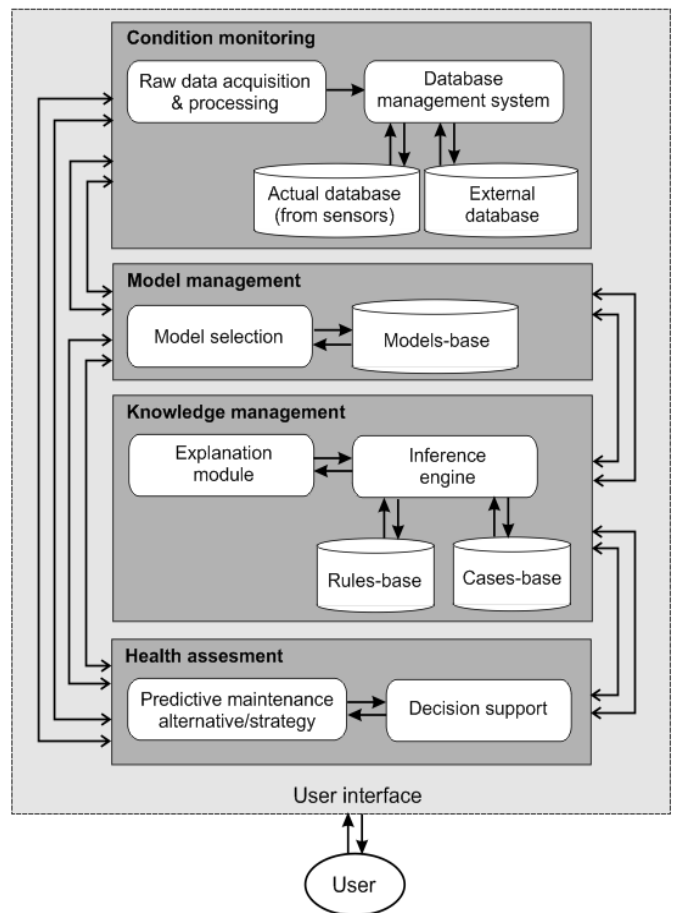 Condition monitoring
Raw data acquisition
& processing
Database
management system
Actual database
(from sensors)
External
database
Model management
Model selection
Models-base
Knowledge management
Explanation
module
Inference
engine
Rules-base
Cases-base
Health assesment
Predictive maintenance
alternative/strategy
Decision support
User interface
User